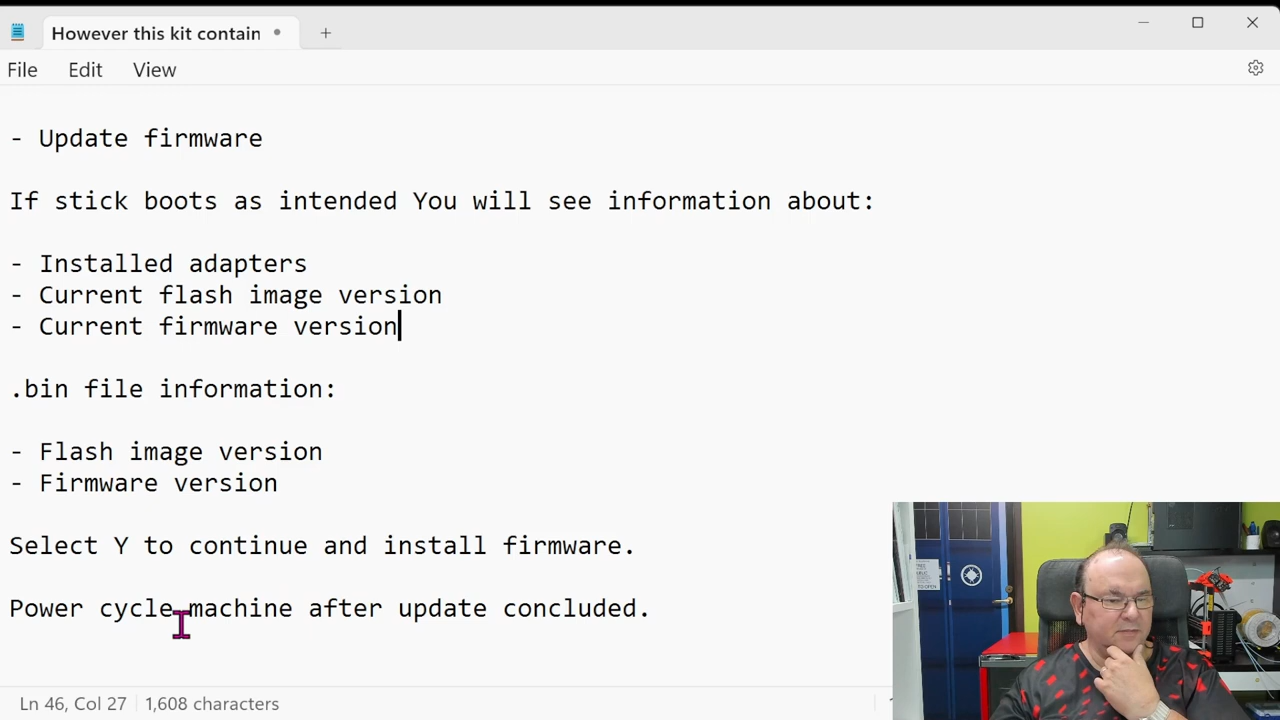 However this kit contain
File Edit View
- Update firmware
If stick boots as intended You will see information about:
- Installed adapters
- Current flash image version
- Current firmware version
.bin file information:
- Flash image version
- Firmware version
Select Y to continue and install firmware.
Power cycle machine after update concluded.
Ln 46, Col 27 1,608 characters